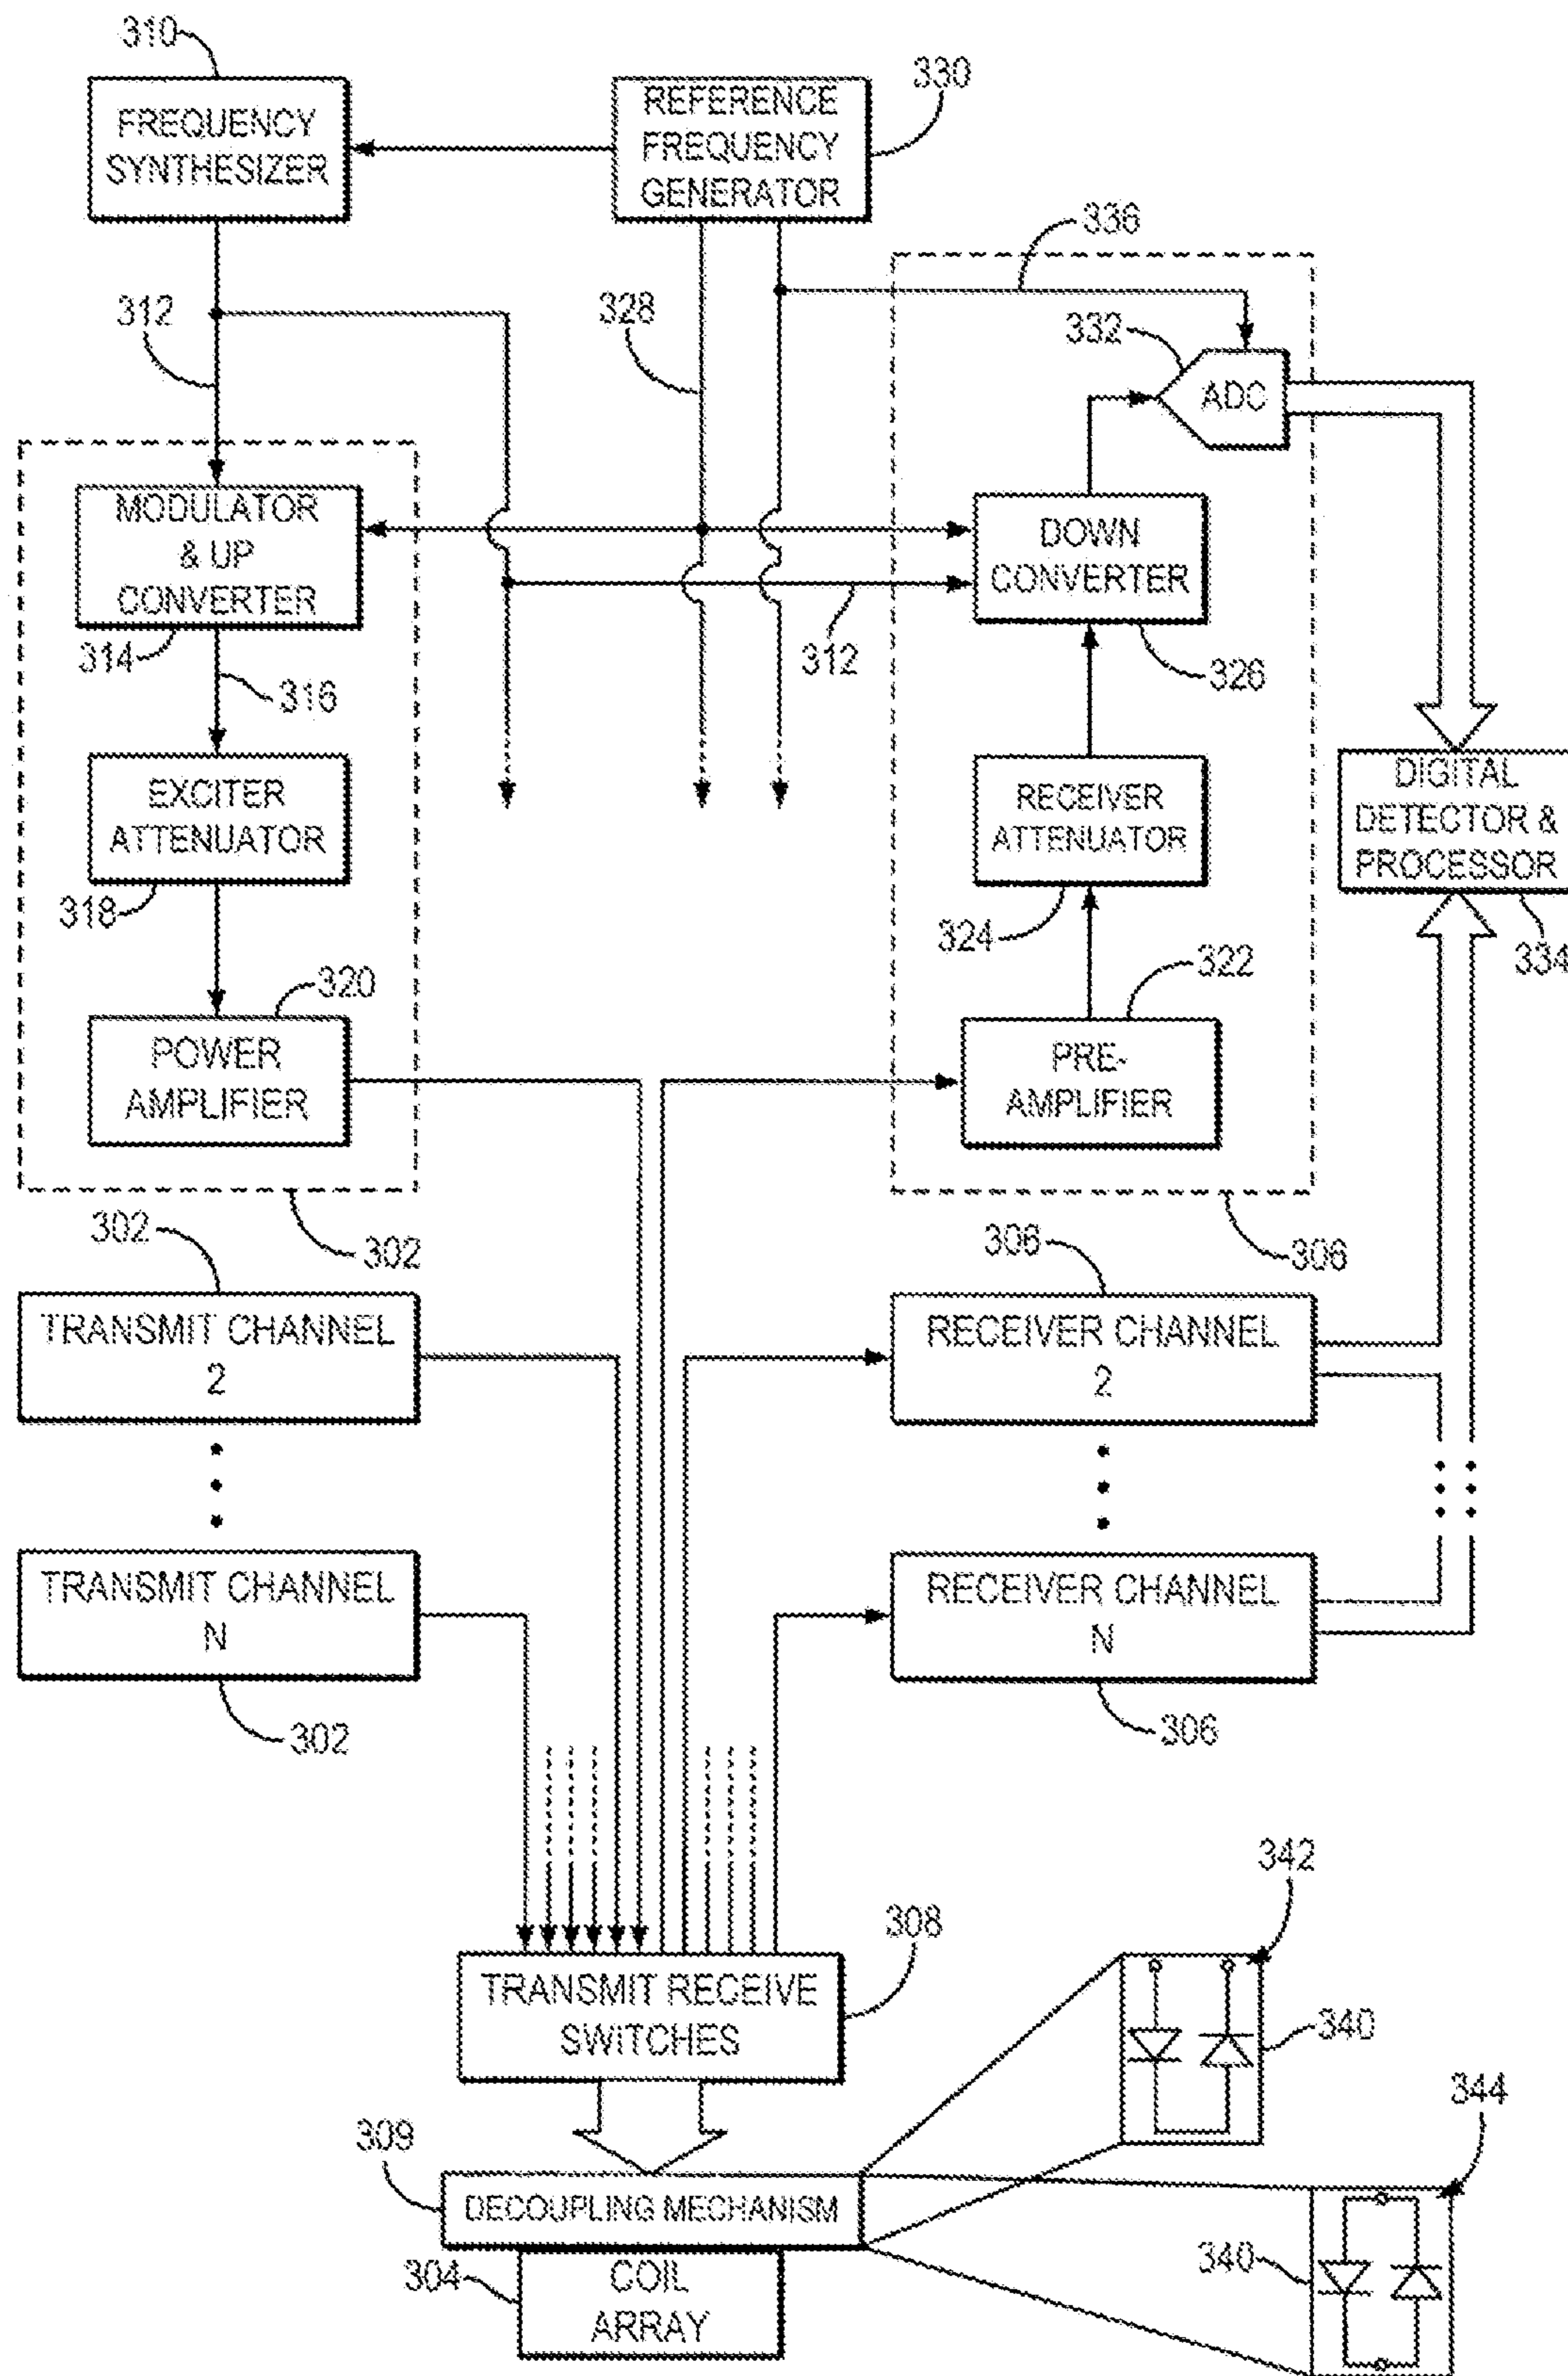 310
FREQUENCY
SYNTHESIZER
REFERENCE
FREQUENCY
GENERATOR
330
336
312
328
332
ADC
MODULATOR
& UP
CONVERTER
DOWN
CONVERTER
314
316
312
326
EXCITER
ATTENUATOR
RECEIVER
ATTENUATOR
DIGITAL
DETECTOR &
PROCESSOR
318
324
334
320
322
POWER
AMPLIFIER
PRE-
AMPLIFIER
302
302
306
306
TRANSMIT CHANNEL
2
RECEIVER CHANNEL
2
TRANSMIT CHANNEL
N
RECEIVER CHANNEL
N
302
306
342
308
TRANSMIT RECEIVE
SWITCHES
340
344
309
DECOUPLING MECHANISM
340
304
COIL
ARRAY